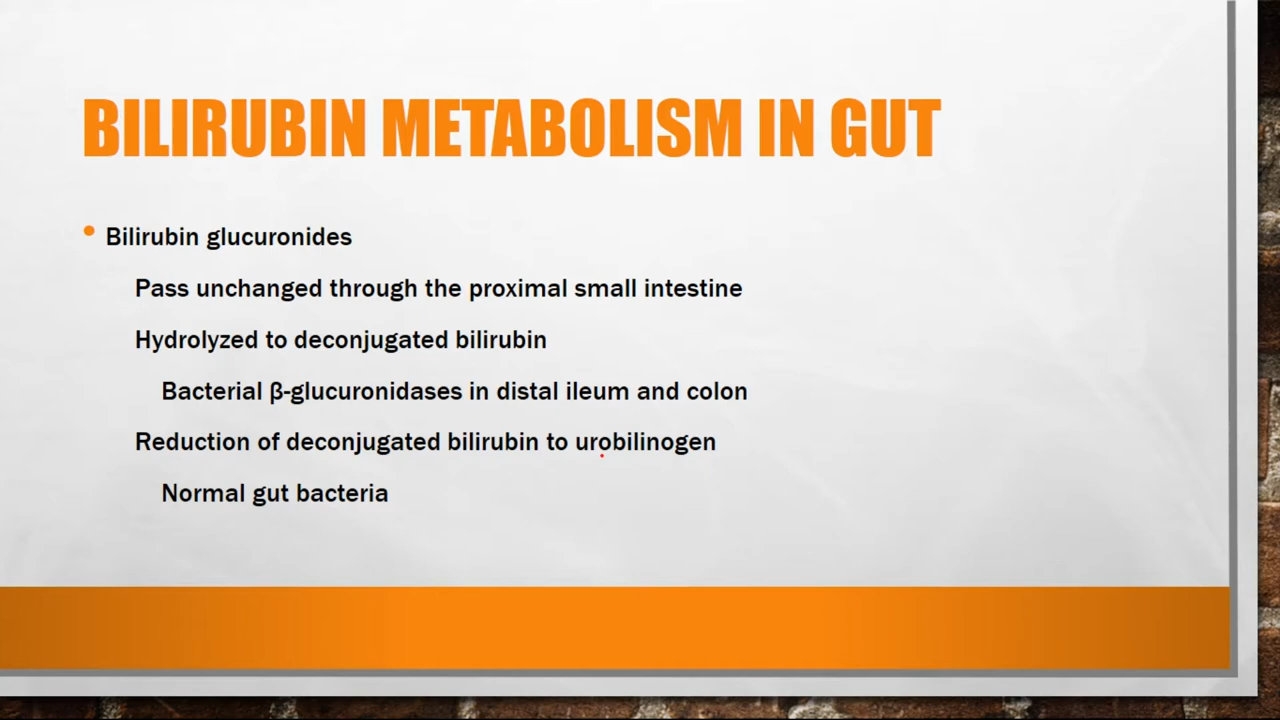 BILIRUBIN METABOLISM IN GUT
• Bilirubin glucuronides
Pass unchanged through the proximal small intestine
Hydrolyzed to deconjugated bilirubin
Bacterial β-glucuronidases in distal ileum and colon
Reduction of deconjugated bilirubin to urobilinogen
Normal gut bacteria